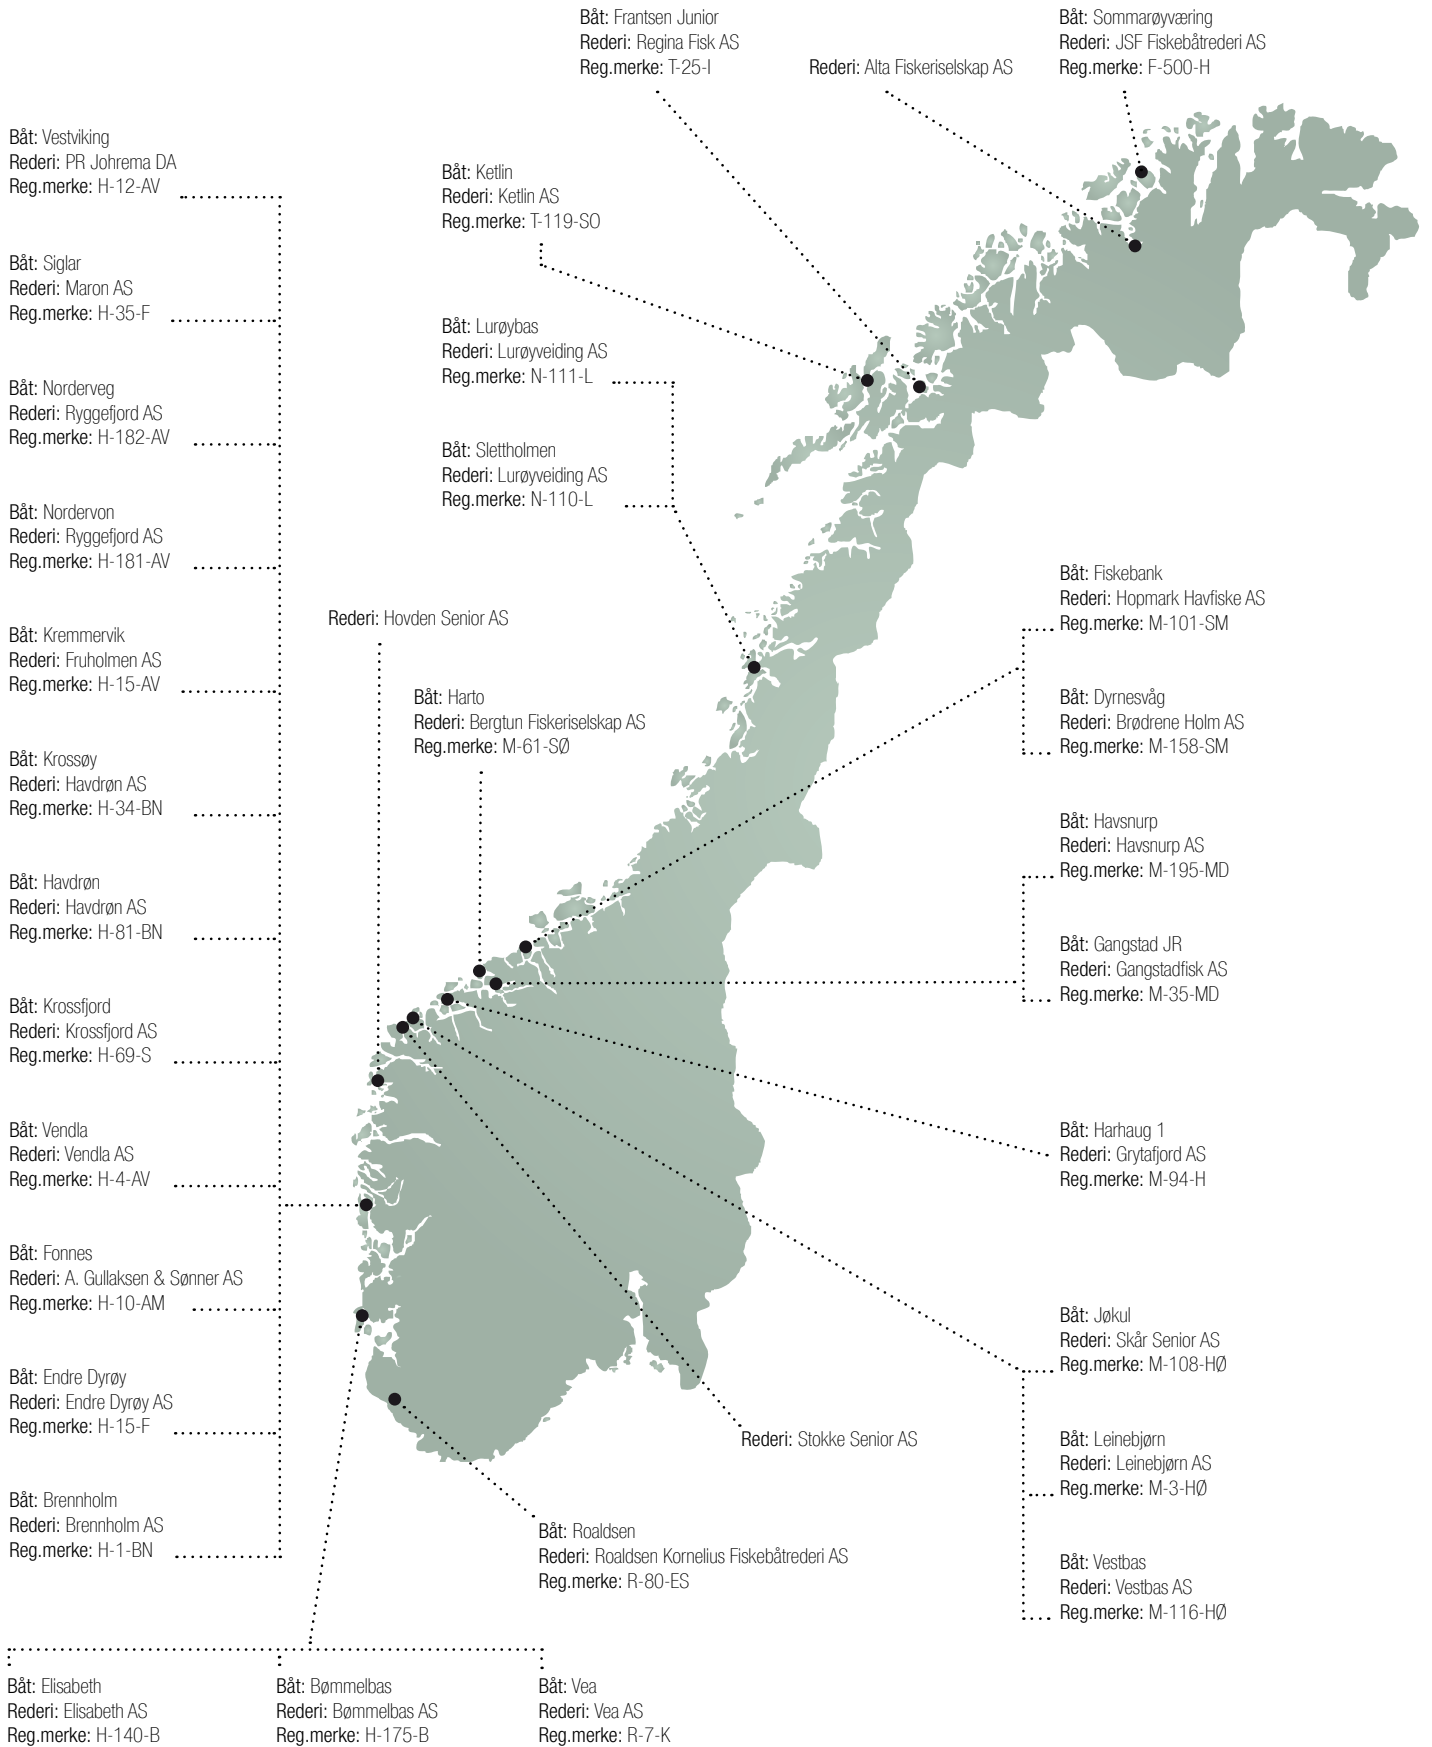 Båt: Frantsen Junior
Rederi: Regina Fisk AS
Reg.merke: T-25-I
Rederi: Alta Fiskeriselskap AS
Båt: Sommarøyværing
Rederi: JSF Fiskebåtrederi AS
Reg.merke: F-500-H
Båt: Vestviking
Rederi: PR Johrema DA
Reg.merke: H-12-AV
Båt: Siglar
Rederi: Maron AS
Reg.merke: H-35-F
Båt: Norderveg
Rederi: Ryggefjord AS
Reg.merke: H-182-AV
Båt: Nordervon
Rederi: Ryggefjord AS
Reg.merke: H-181-AV
Båt: Kremmervik
Rederi: Fruholmen AS
Reg.merke: H-15-AV
Båt: Krossøy
Rederi: Havdrøn AS
Reg.merke: H-34-BN
Båt: Havdrøn
Rederi: Havdrøn AS
Reg.merke: H-81-BN
Båt: Krossfjord
Rederi: Krossfjord AS
Reg.merke: H-69-S
Båt: Vendla
Rederi: Vendla AS
Reg.merke: H-4-AV
Båt: Fonnes
Rederi: A. Gullaksen & Sønner AS
Reg.merke: H-10-AM
Båt: Endre Dyrøy
Rederi: Endre Dyrøy AS
Reg.merke: H-15-F
Båt: Brennholm
Rederi: Brennholm AS
Reg.merke: H-1-BN
Båt: Ketlin
Rederi: Ketlin AS
Reg.merke: T-119-SO
Båt: Lurøybas
Rederi: Lurøyveiding AS
Reg.merke: N-111-L
Båt: Slettholmen
Rederi: Lurøyveiding AS
Reg.merke: N-110-L
Rederi: Hovden Senior AS
Båt: Harto
Rederi: Bergtun Fiskeriselskap AS
Reg.merke: M-61-SØ
Båt: Fiskebank
Rederi: Hopmark Havfiske AS
Reg.merke: M-101-SM
Båt: Dyrnesvåg
Rederi: Brødrene Holm AS
Reg.merke: M-158-SM
Båt: Havsnurp
Rederi: Havsnurp AS
Reg.merke: M-195-MD
Båt: Gangstad JR
Rederi: Gangstadfisk AS
Reg.merke: M-35-MD
Båt: Harhaug 1
Rederi: Grytafjord AS
Reg.merke: M-94-H
Båt: Jøkul
Rederi: Skår Senior AS
Reg.merke: M-108-HØ
Båt: Leinebjørn
Rederi: Leinebjørn AS
Reg.merke: M-3-HØ
Båt: Vestbas
Rederi: Vestbas AS
Reg.merke: M-116-HØ
Rederi: Stokke Senior AS
Båt: Roaldsen
Rederi: Roaldsen Kornelius Fiskebåtrederi AS
Reg.merke: R-80-ES
Båt: Elisabeth
Rederi: Elisabeth AS
Reg.merke: H-140-B
Båt: Bømmelbas
Rederi: Bømmelbas AS
Reg.merke: H-175-B
Båt: Vea
Rederi: Vea AS
Reg.merke: R-7-K